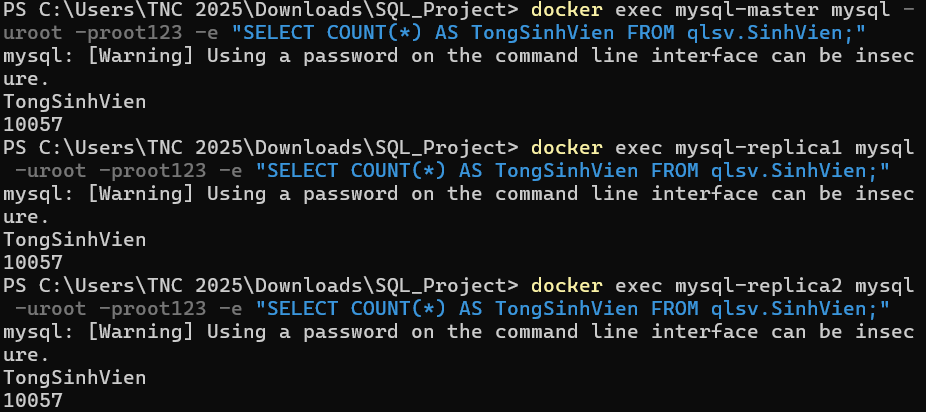 PS C:\Users\TNC 2025\Downloads\SQL_Project> docker exec mysql-master mysql -
uroot -proot123 -e "SELECT COUNT(*) AS TongSinhVien FROM qlsv.SinhVien;"
mysql: [Warning] Using a password on the command line interface can be insec
ure.
TongSinhVien
10057
PS C:\Users\TNC 2025\Downloads\SQL_Project> docker exec mysql-replica1 mysql
 -uroot -proot123 -e "SELECT COUNT(*) AS TongSinhVien FROM qlsv.SinhVien;"
mysql: [Warning] Using a password on the command line interface can be insec
ure.
TongSinhVien
10057
PS C:\Users\TNC 2025\Downloads\SQL_Project> docker exec mysql-replica2 mysql
 -uroot -proot123 -e "SELECT COUNT(*) AS TongSinhVien FROM qlsv.SinhVien;"
mysql: [Warning] Using a password on the command line interface can be insec
ure.
TongSinhVien
10057